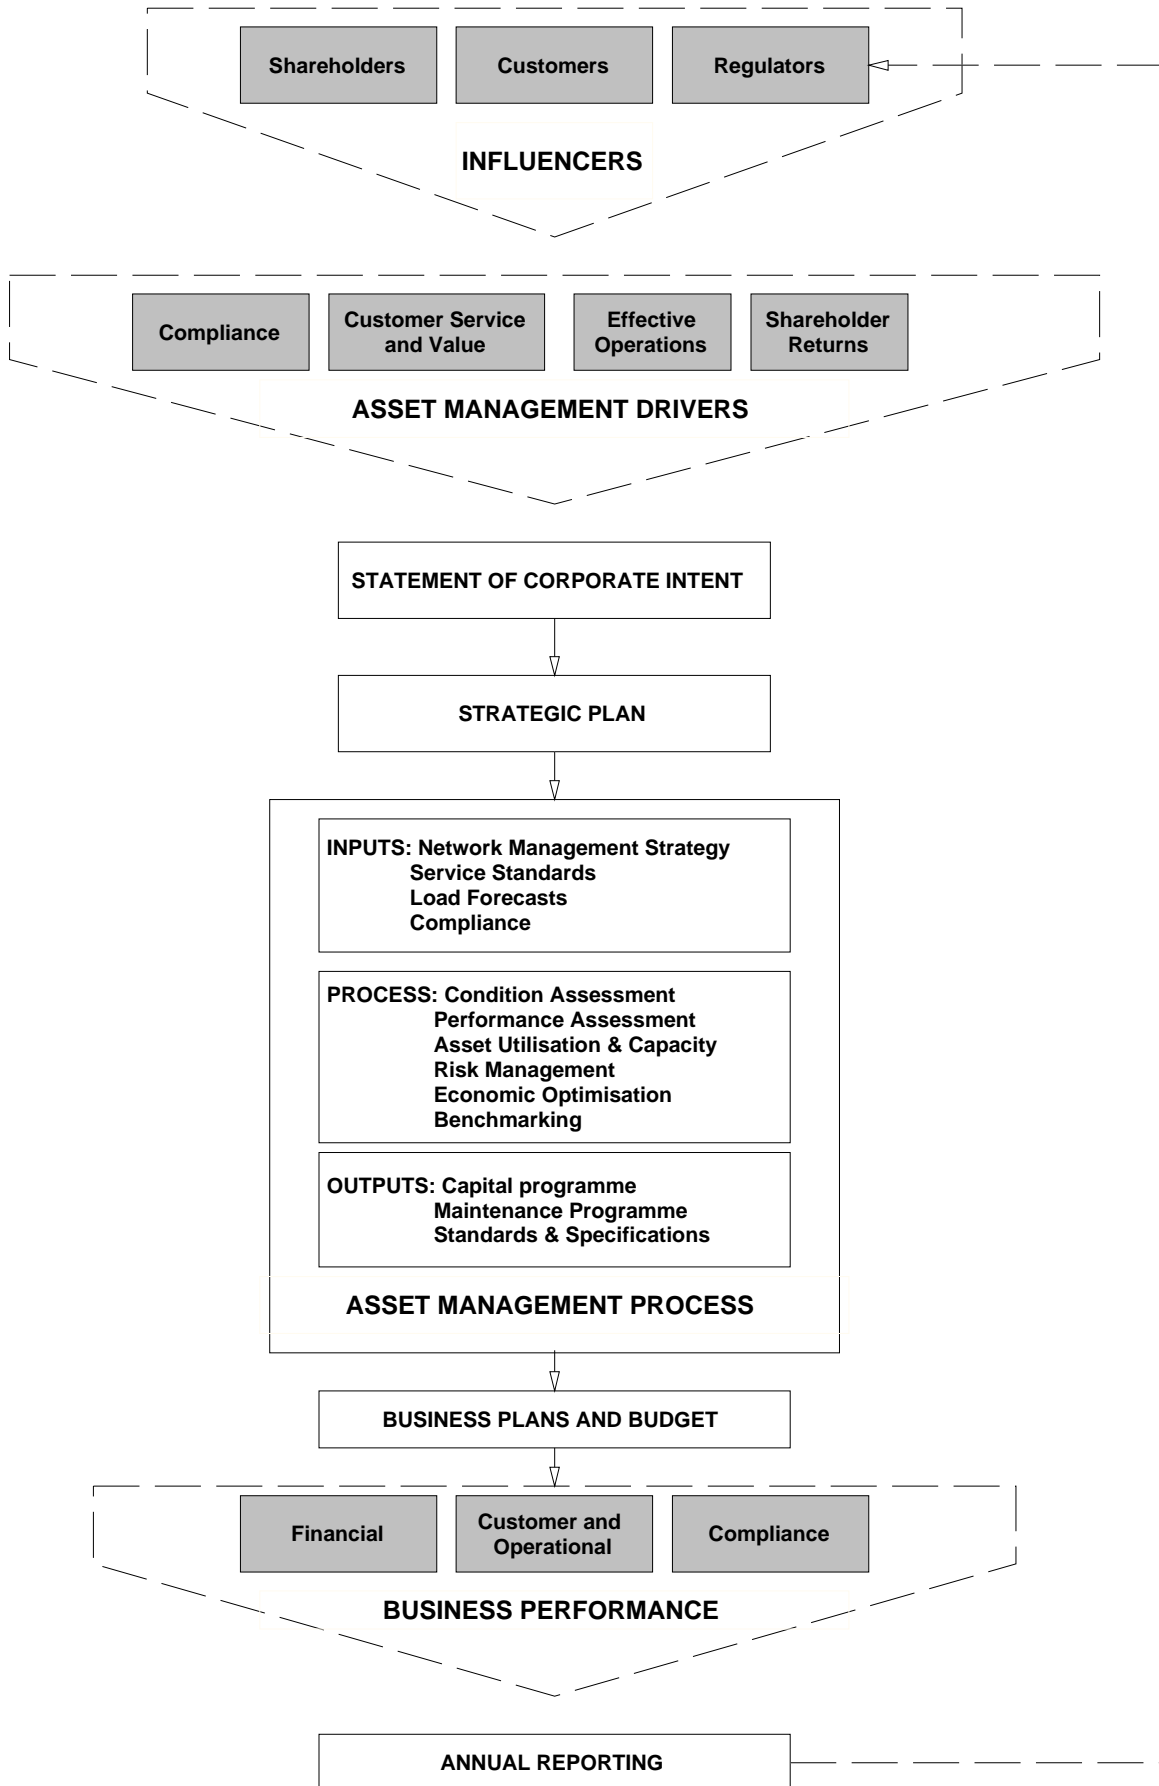 Shareholders
Customers
Regulators
INFLUENCERS
Compliance
Customer Service
and Value
Effective
Operations
Shareholder
Returns
ASSET MANAGEMENT DRIVERS
STATEMENT OF CORPORATE INTENT
STRATEGIC PLAN
INPUTS: Network Management Strategy
Service Standards
Load Forecasts
Compliance
PROCESS: Condition Assessment
Performance Assessment
Asset Utilisation & Capacity
Risk Management
Economic Optimisation
Benchmarking
OUTPUTS: Capital programme
Maintenance Programme
Standards & Specifications
ASSET MANAGEMENT PROCESS
BUSINESS PLANS AND BUDGET
Financial
Customer and
Operational
Compliance
BUSINESS PERFORMANCE
ANNUAL REPORTING